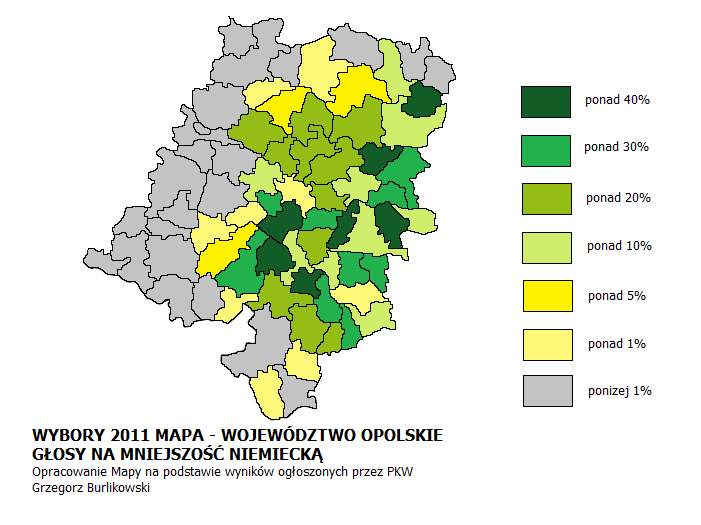 ponad 40%
ponad 30%
ponad 20%
ponad 10%
ponad 5%
ponad 1%
ponizej 1%
WYBORY 2011 MAPA - WOJEWÓDZTWO OPOLSKIE
GŁOSY NA MNIEJSZOŚĆ NIEMIECKĄ
Opracowanie Mapy na podstawie wyników ogłoszonych przez PKW
Grzegorz Burlikowski